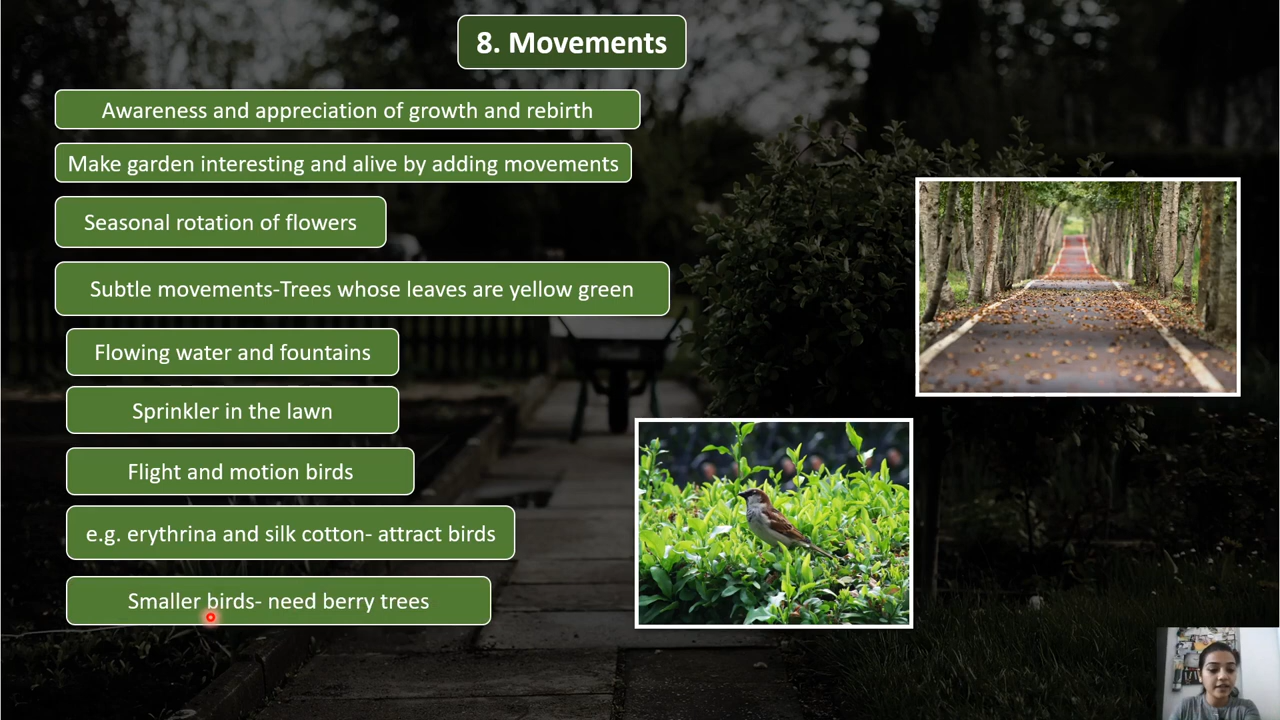 8. Movements
Awareness and appreciation of growth and rebirth
Make garden interesting and alive by adding movements
Seasonal rotation of flowers
Subtle movements-Trees whose leaves are yellow green
Flowing water and fountains
Sprinkler in the lawn
Flight and motion birds
e.g. erythrina and silk cotton- attract birds
Smaller birds- need berry trees